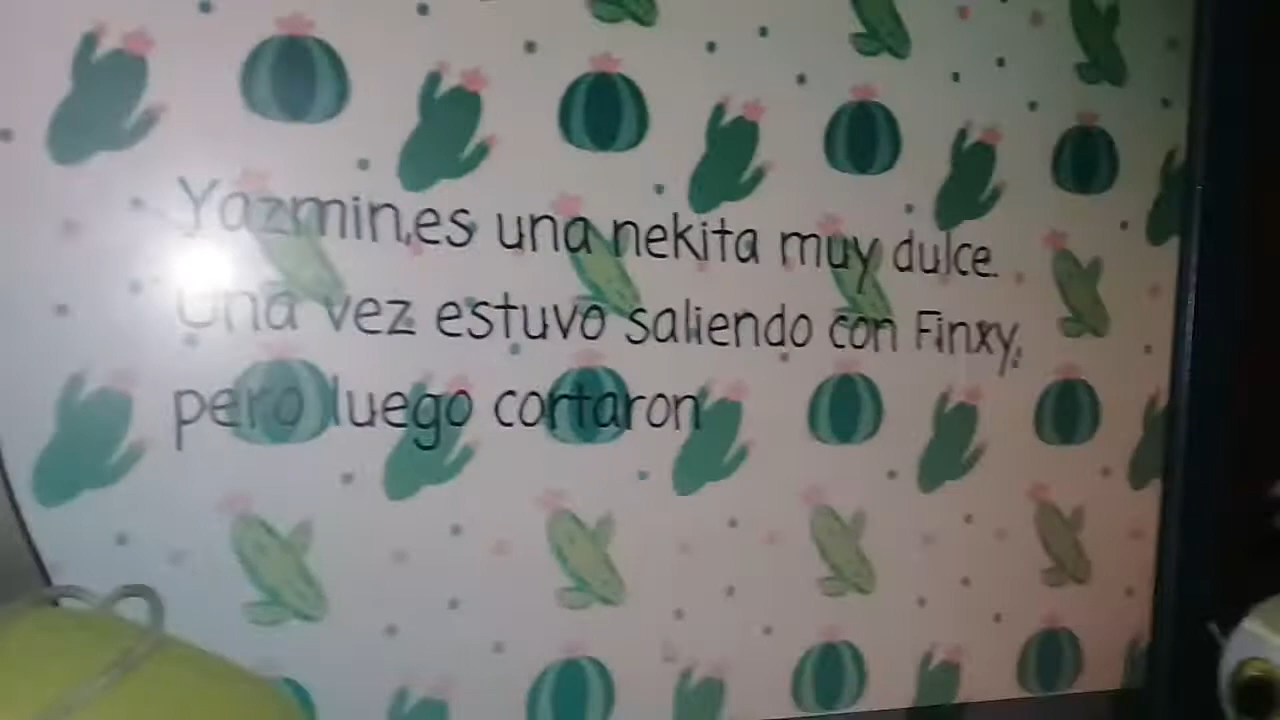 Yazmin,es una nekita muy dulce.
Una vez estuvo saliendo con Finxy,
pero luego cortaron